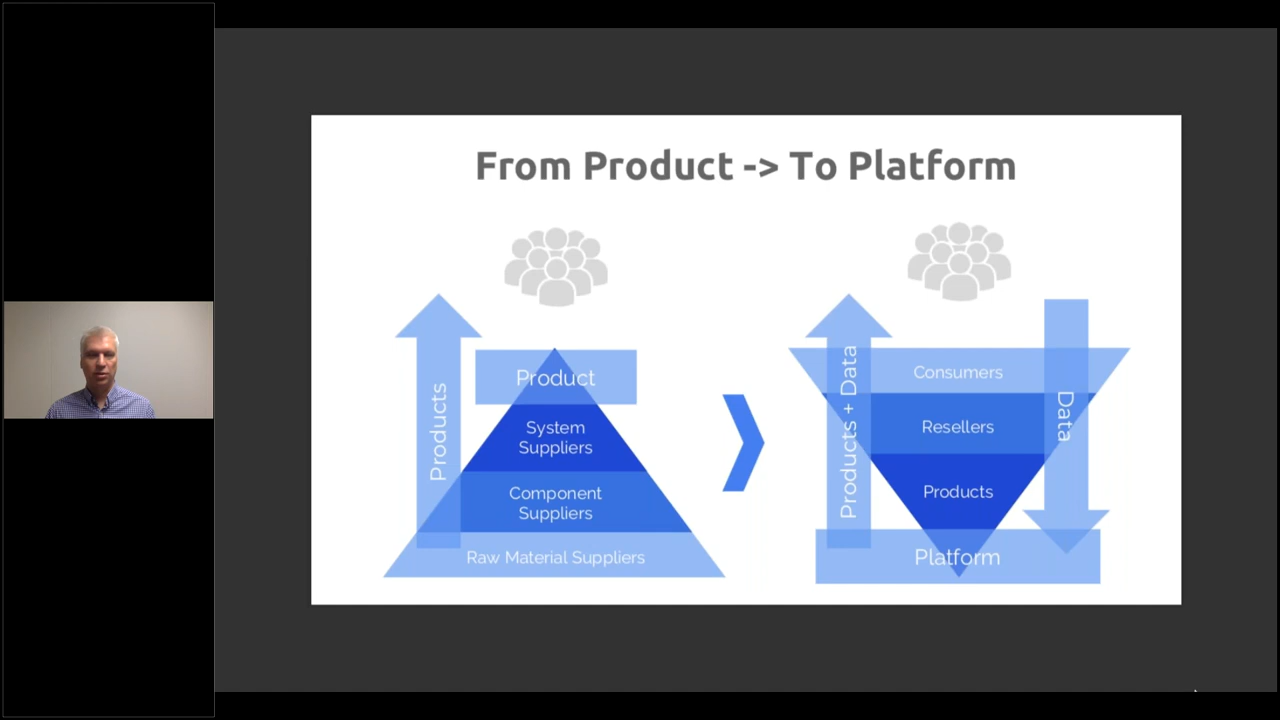 From Product -> To Platform
Products
Product
System
Suppliers
Component
Suppliers
Raw Material Suppliers
Products + Data
Consumers
Resellers
Products
Platform
Data